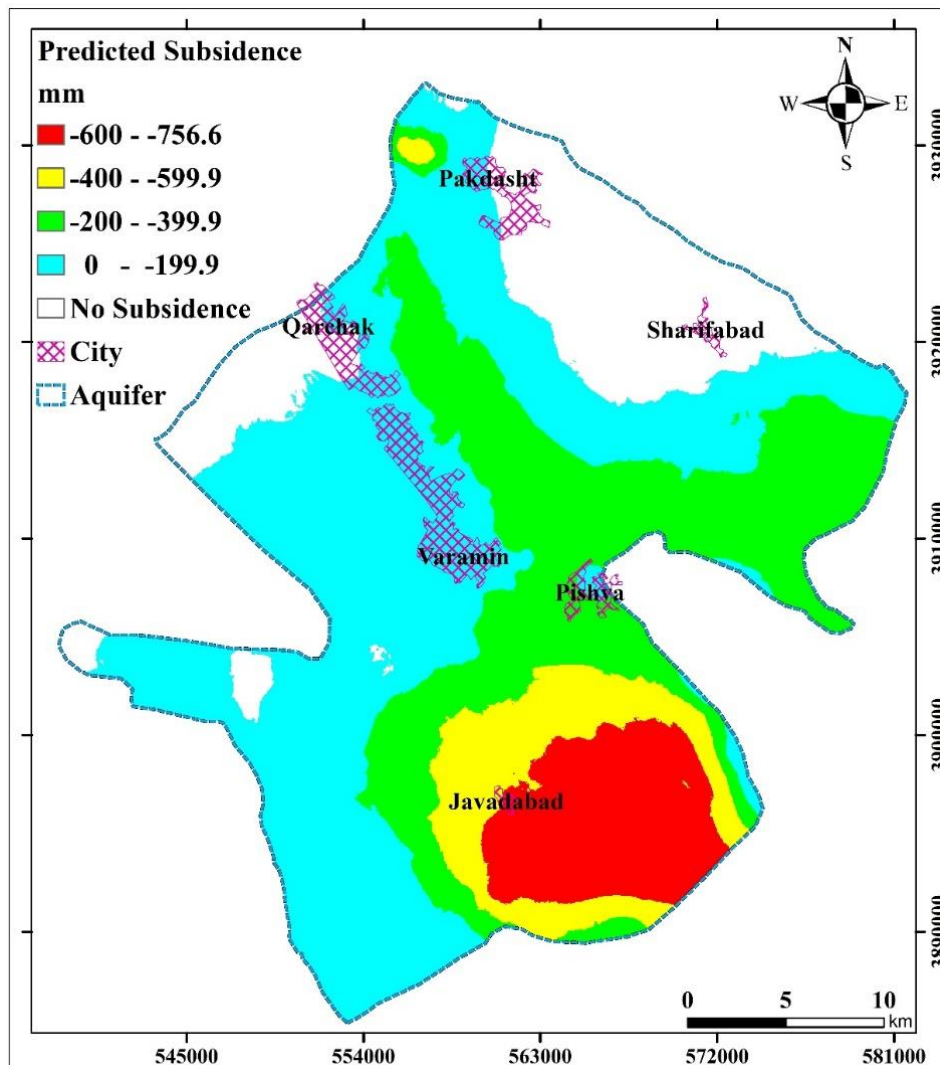 Predicted Subsidence
mm
-600 - -756.6
-400 - -599.9
-200 - -399.9
0 - -199.9
No Subsidence
City
Aquifer
N
W E
S
Pakdasht
Qarchak
Sharifabad
Varamin
Pishva
Javadabad
3930000
3920000
3910000
3900000
3890000
0 5 10
km
545000 554000 563000 572000 581000